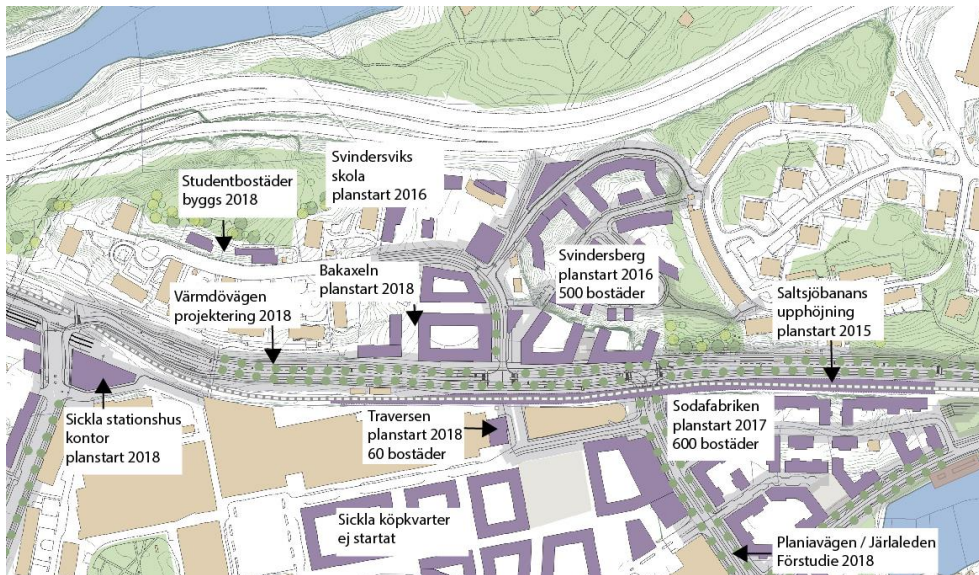 Svindersviks
skola
planstart 2016
Studentbostäder
byggs 2018
Svindersberg
planstart 2016
500 bostäder
Bakaxeln
planstart 2018
Värmdövägen
projektering 2018
Saltsjöbanans
upphöjning
planstart 2015
Sickla stationshus
kontor
planstart 2018
Traversen
planstart 2018
60 bostäder
Sodafabriken
planstart 2017
600 bostäder
Sickla köpkvarter
ej startat
Planiavägen / Järlaleden
Förstudie 2018